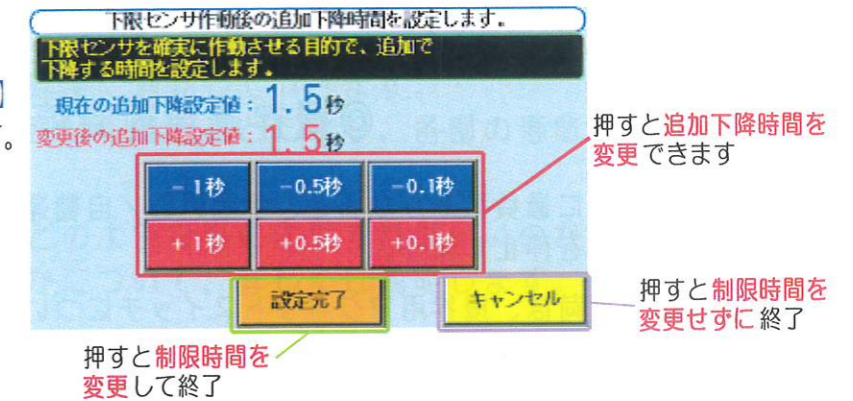 下限センサ作動後の追加下降時間を設定します。
下限センサを確実に作動させる目的で、追加で
下降する時間を設定します。
現在の追加下降設定値： 1.5秒
変更後の追加下降設定値： 1.5秒
－1秒 －0.5秒 －0.1秒
＋1秒 ＋0.5秒 ＋0.1秒
設定完了 キャンセル
押すと追加下降時間を
変更できます
押すと制限時間を
変更せずに終了
押すと制限時間を
変更して終了